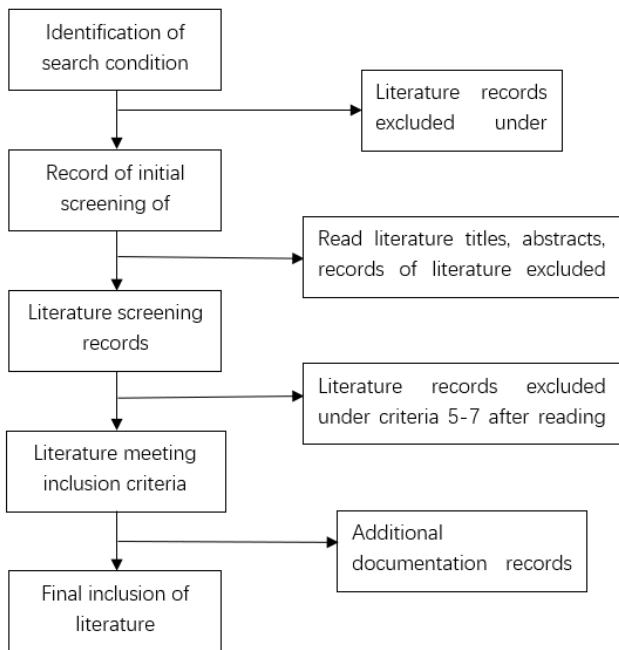 Identification of
search condition
Literature records
excluded under
Record of initial
screening of
Read literature titles, abstracts,
records of literature excluded
Literature screening
records
Literature records excluded
under criteria 5-7 after reading
Literature meeting
inclusion criteria
Additional
documentation records
Final inclusion of
literature